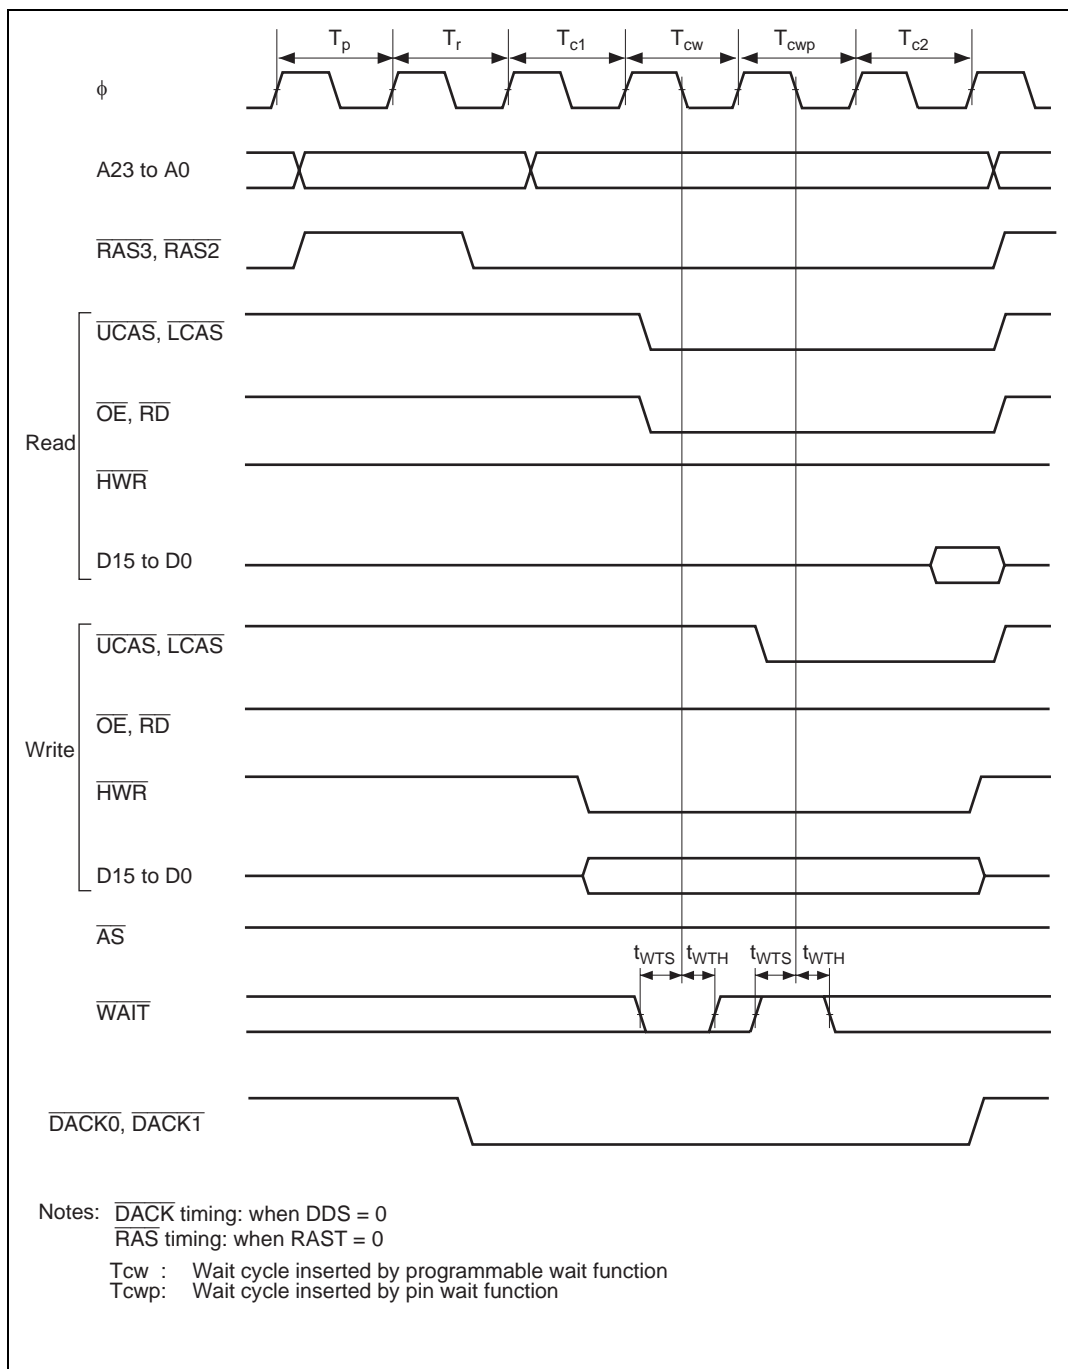 Tp Tr Tc1 Tcw Tcwp Tc2
ϕ
A23 to A0
RAS3, RAS2
Read
UCAS, LCAS
OE, RD
HWR
D15 to D0
Write
UCAS, LCAS
OE, RD
HWR
D15 to D0
AS
tWTS tWTH tWTS tWTH
WAIT
DACK0, DACK1
Notes: DACK timing: when DDS = 0
RAS timing: when RAST = 0
Tcw : Wait cycle inserted by programmable wait function
Tcwp: Wait cycle inserted by pin wait function